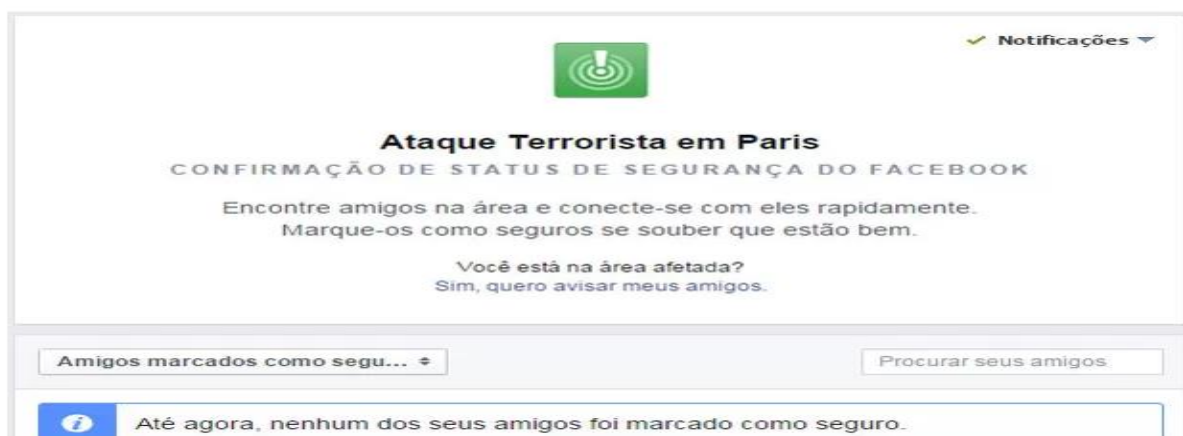 Notificações
Ataque Terrorista em Paris
CONFIRMAÇÃO DE STATUS DE SEGURANÇA DO FACEBOOK
Encontre amigos na área e conecte-se com eles rapidamente.
Marque-os como seguros se souber que estão bem.
Você está na área afetada?
Sim, quero avisar meus amigos.
Amigos marcados como segu...
Procurar seus amigos
Até agora, nenhum dos seus amigos foi marcado como seguro.